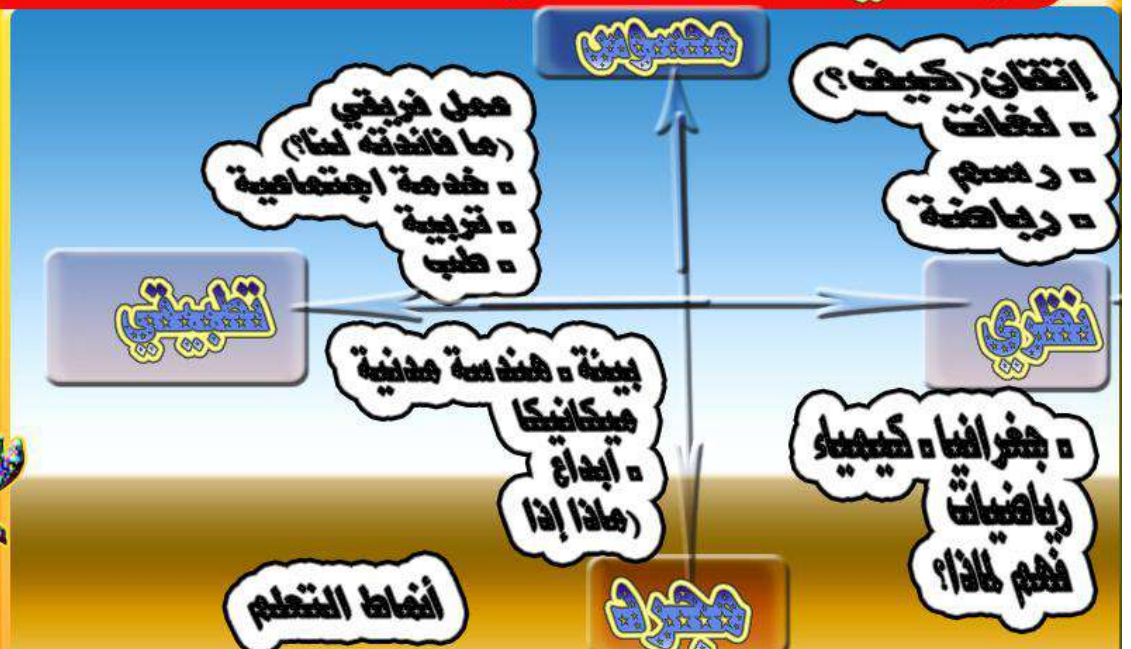 محسوس
إتقان (كيف؟)
- لغات
- رسم
- رياضة
عمل فريقي
(ما فائدته لنا؟)
- خدمة اجتماعية
- تربية
- طب
نظري
تطبيقي
- جغرافيا - كيمياء
رياضيات
فهم لماذا؟
بيئة - هندسة مدنية
ميكانيكا
- أبداع
(ماذا إذا
مجرد
أنماط التعلم